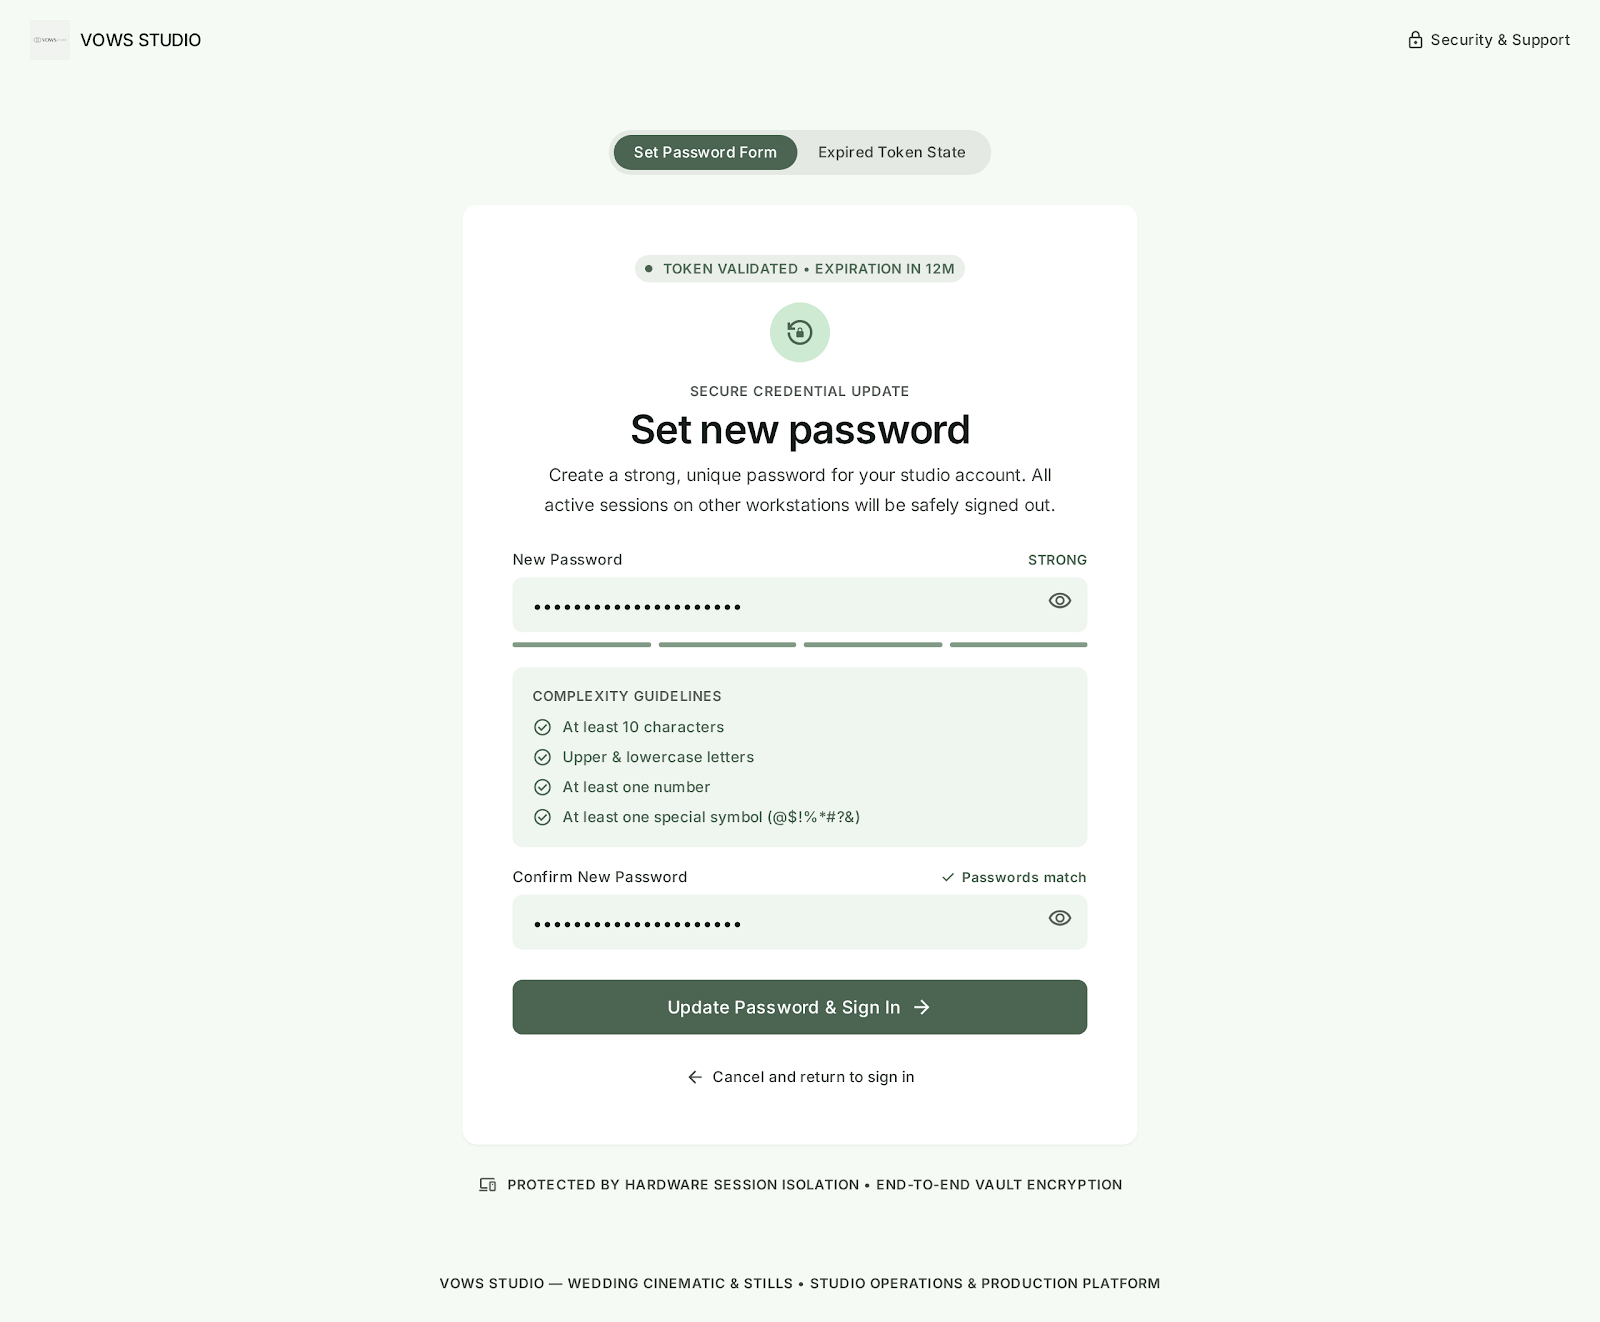 VOWS STUDIO
Security & Support
Set Password Form
Expired Token State
TOKEN VALIDATED • EXPIRATION IN 12M
SECURE CREDENTIAL UPDATE
Set new password
Create a strong, unique password for your studio account. All
active sessions on other workstations will be safely signed out.
New Password
STRONG
•••••••••••••••••••••
COMPLEXITY GUIDELINES
At least 10 characters
Upper & lowercase letters
At least one number
At least one special symbol (@$!%*#?&)
Confirm New Password
Passwords match
•••••••••••••••••••••
Update Password & Sign In
Cancel and return to sign in
PROTECTED BY HARDWARE SESSION ISOLATION • END-TO-END VAULT ENCRYPTION
VOWS STUDIO — WEDDING CINEMATIC & STILLS • STUDIO OPERATIONS & PRODUCTION PLATFORM